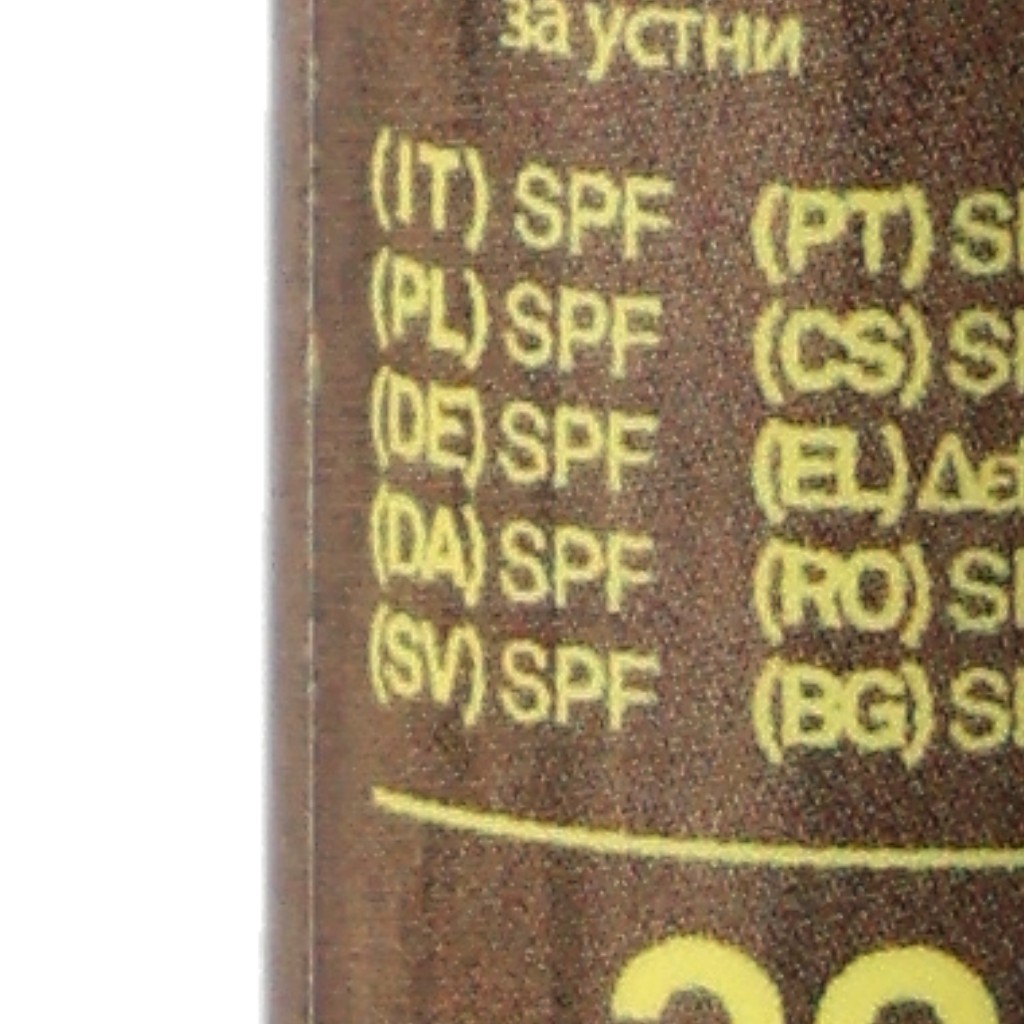 за устни
(IT) SPF
(PL) SPF
(DE) SPF
(DA) SPF
(SV) SPF
(PT)
(CS)
(EL)
(RO)
(BG)